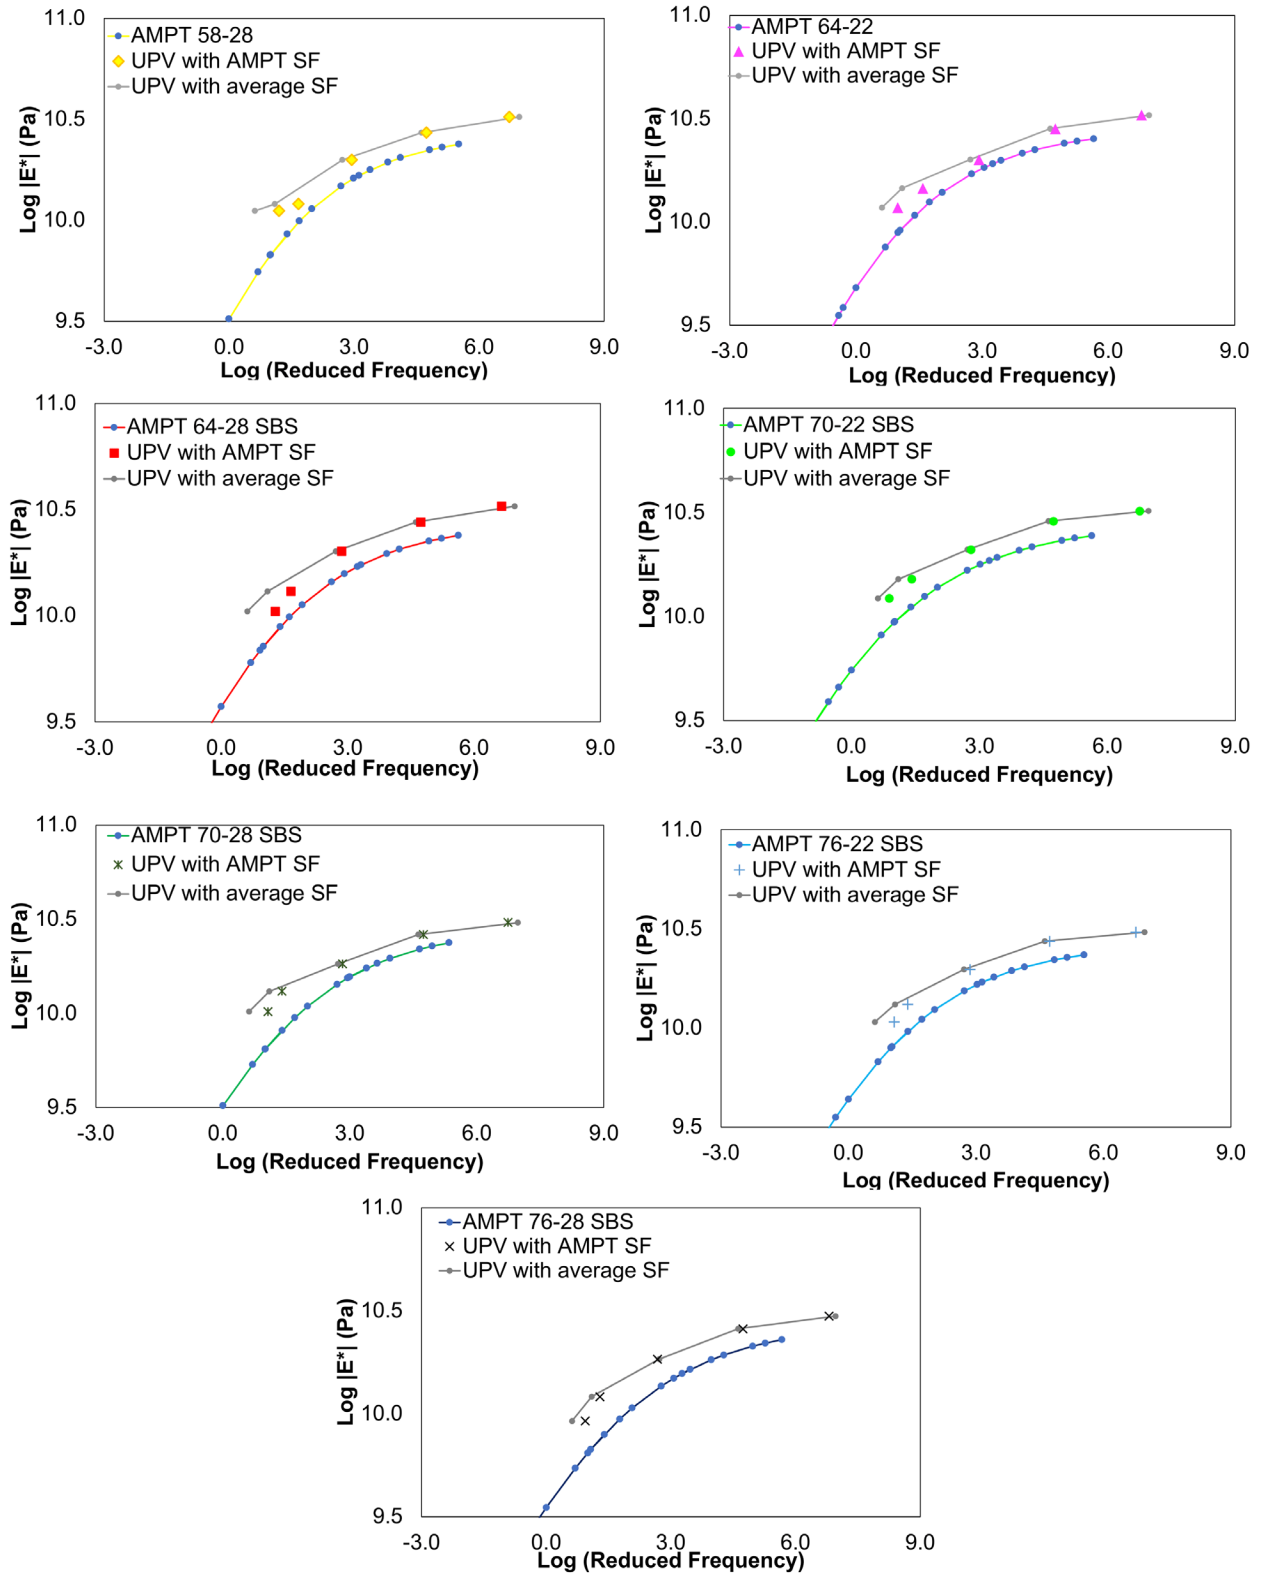 11.0
AMPT 58-28
UPV with AMPT SF
UPV with average SF
10.5
10.0
9.5
Log |E*| (Pa)
-3.0 0.0 3.0 6.0 9.0
Log (Reduced Frequency)
11.0
AMPT 64-22
UPV with AMPT SF
UPV with average SF
10.5
10.0
9.5
Log |E*| (Pa)
-3.0 0.0 3.0 6.0 9.0
Log (Reduced Frequency)
11.0
AMPT 64-28 SBS
UPV with AMPT SF
UPV with average SF
10.5
10.0
9.5
Log |E*| (Pa)
-3.0 0.0 3.0 6.0 9.0
Log (Reduced Frequency)
11.0
AMPT 70-22 SBS
UPV with AMPT SF
UPV with average SF
10.5
10.0
9.5
Log |E*| (Pa)
-3.0 0.0 3.0 6.0 9.0
Log (Reduced Frequency)
11.0
AMPT 70-28 SBS
UPV with AMPT SF
UPV with average SF
10.5
10.0
9.5
Log |E*| (Pa)
-3.0 0.0 3.0 6.0 9.0
Log (Reduced Frequency)
11.0
AMPT 76-22 SBS
UPV with AMPT SF
UPV with average SF
10.5
10.0
9.5
Log |E*| (Pa)
-3.0 0.0 3.0 6.0 9.0
Log (Reduced Frequency)
11.0
AMPT 76-28 SBS
UPV with AMPT SF
UPV with average SF
10.5
10.0
9.5
Log |E*| (Pa)
-3.0 0.0 3.0 6.0 9.0
Log (Reduced Frequency)